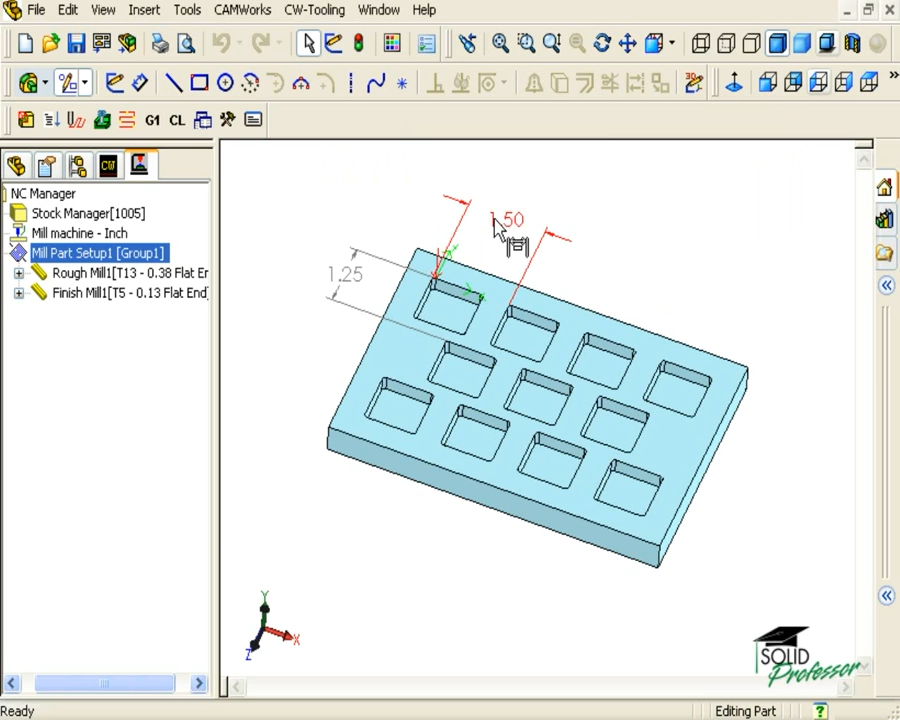 File Edit View Insert Tools CAMWorks CW-Tooling Window Help
G1 CL
CW
NC Manager
Stock Manager[1005]
Mill machine - Inch
Mill Part Setup1 [Group1]
Rough Mill1[T13 - 0.38 Flat Er
Finish Mill1[T5 - 0.13 Flat End
1.50
1.25
Y
X
Z
SOLID
Professor
Ready
Editing Part